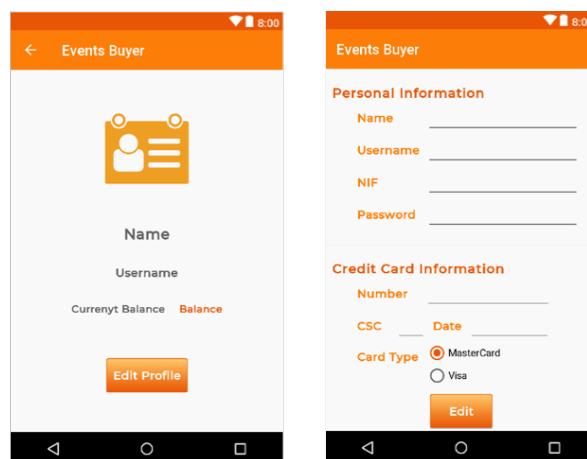 8:00
Events Buyer
Name
Username
Currenyt Balance Balance
Edit Profile
8:0
Events Buyer
Personal Information
Name
Username
NIF
Password
Credit Card Information
Number
CSC Date
Card Type MasterCard
Visa
Edit